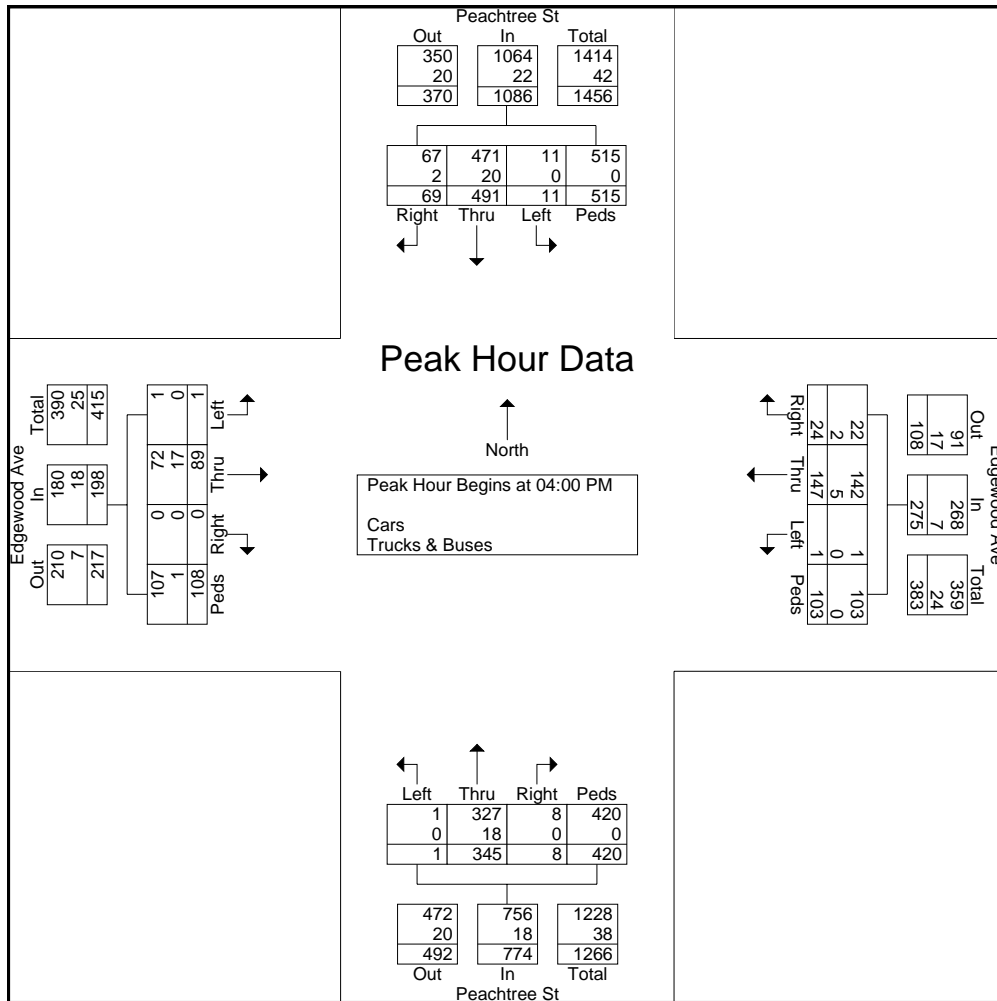 Peachtree St
Out In Total
350 1064 1414
20 22 42
370 1086 1456
67 471 11 515
2 20 0 0
69 491 11 515
Right Thru Left Peds
Peak Hour Data
North
Peak Hour Begins at 04:00 PM
Cars
Trucks & Buses
Edgewood Ave
Total In Out
390 180 210
25 18 7
415 198 217
1 72 0 107
0 17 0 1
1 89 0 108
Left Thru Right Peds
Edgewood Ave
Out In Total
91 268 359
17 7 24
108 275 383
22 142 1 103
2 5 0 0
24 147 1 103
Right Thru Left Peds
Left Thru Right Peds
1 327 8 420
0 18 0 0
1 345 8 420
472 756 1228
20 18 38
492 774 1266
Out In Total
Peachtree St